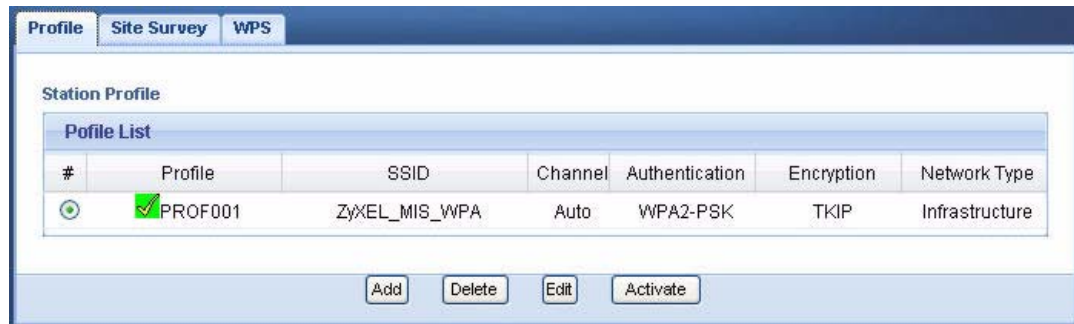 Profile Site Survey WPS
Station Profile
Pofile List
# Profile SSID Channel Authentication Encryption Network Type
PROF001 ZyXEL_MIS_WPA Auto WPA2-PSK TKIP Infrastructure
Add Delete Edit Activate